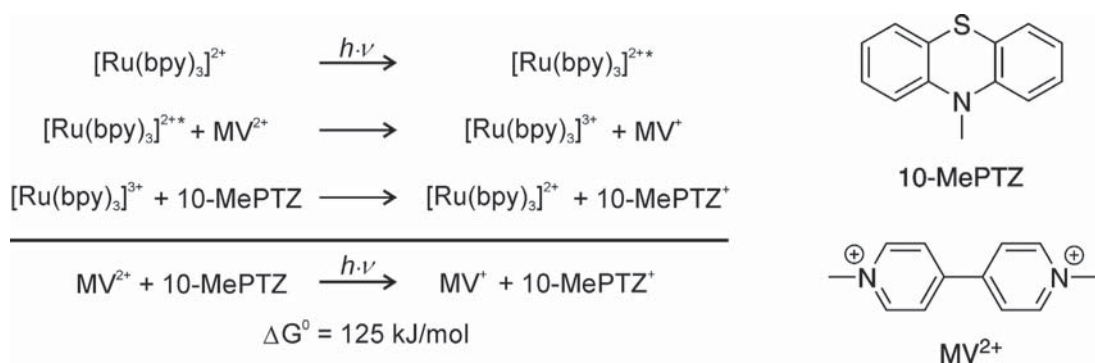 [Ru(bpy)₃]²⁺ h·ν [Ru(bpy)₃]²⁺*
[Ru(bpy)₃]²⁺* + MV²⁺ [Ru(bpy)₃]³⁺ + MV⁺
[Ru(bpy)₃]³⁺ + 10-MePTZ [Ru(bpy)₃]²⁺ + 10-MePTZ⁺
MV²⁺ + 10-MePTZ h·ν MV⁺ + 10-MePTZ⁺
ΔG⁰ = 125 kJ/mol
S
N
10-MePTZ
⊕ ⊕
N N
MV²⁺